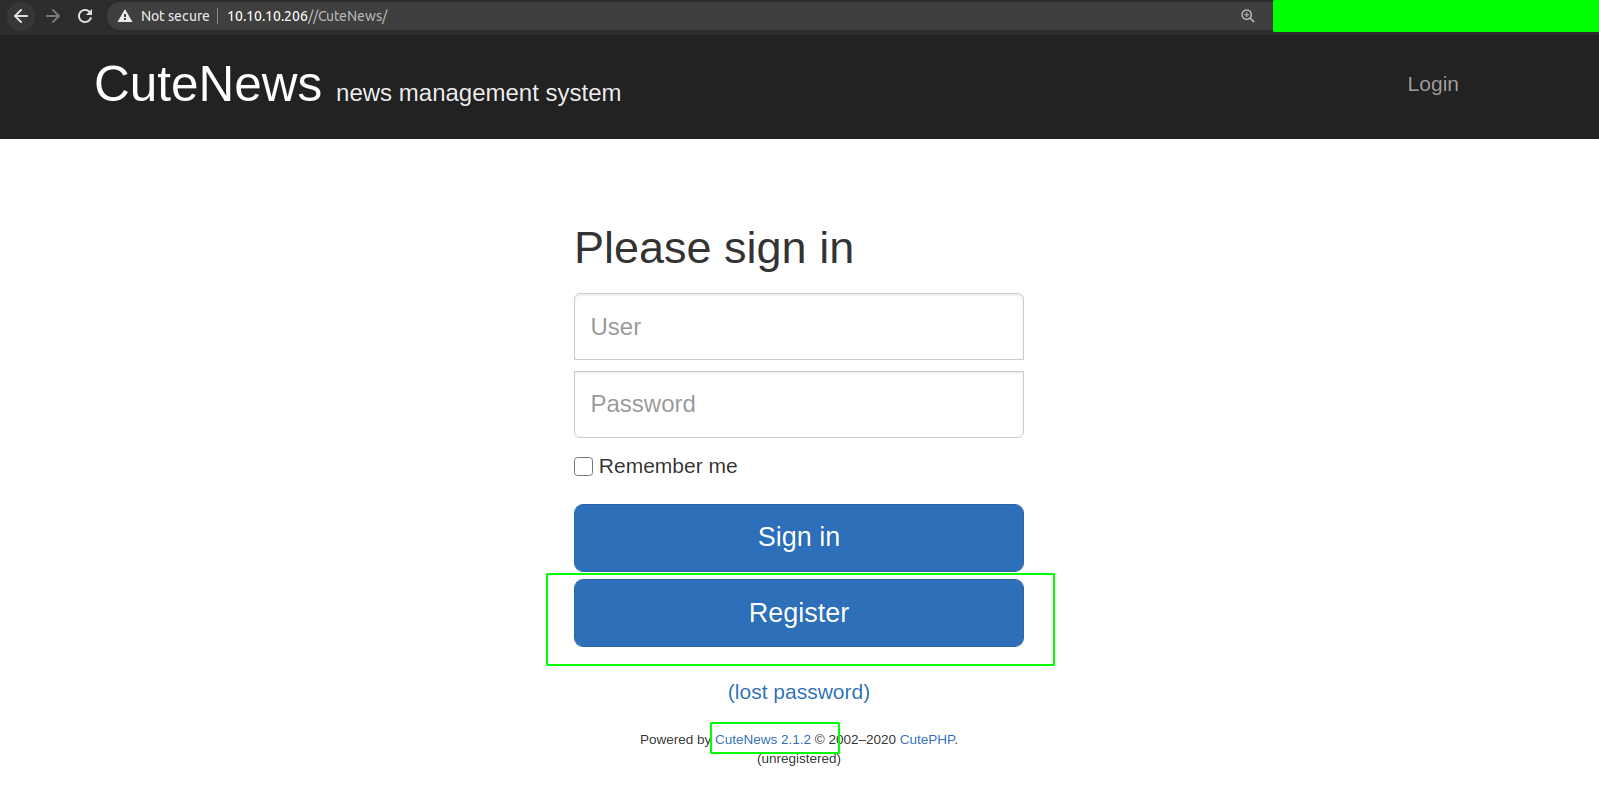 Not secure 10.10.10.206//CuteNews/
CuteNews news management system
Login
Please sign in
User
Password
Remember me
Sign in
Register
(lost password)
Powered by CuteNews 2.1.2 © 2002–2020 CutePHP.
(unregistered)